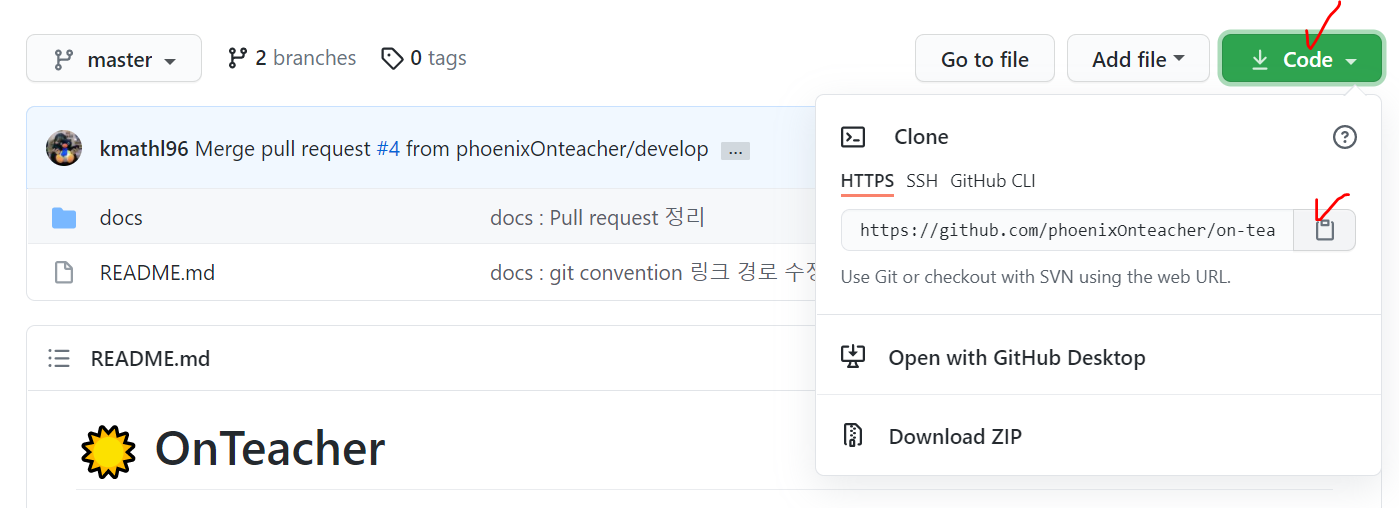 master 2 branches 0 tags Go to file Add file Code
kmathl96 Merge pull request #4 from phoenixOnteacher/develop ...
docs docs : Pull request 정리
README.md docs : git convention 링크 경로 수정
README.md
OnTeacher
Clone
HTTPS SSH GitHub CLI
https://github.com/phoenixOnteacher/on-tea
Use Git or checkout with SVN using the web URL.
Open with GitHub Desktop
Download ZIP